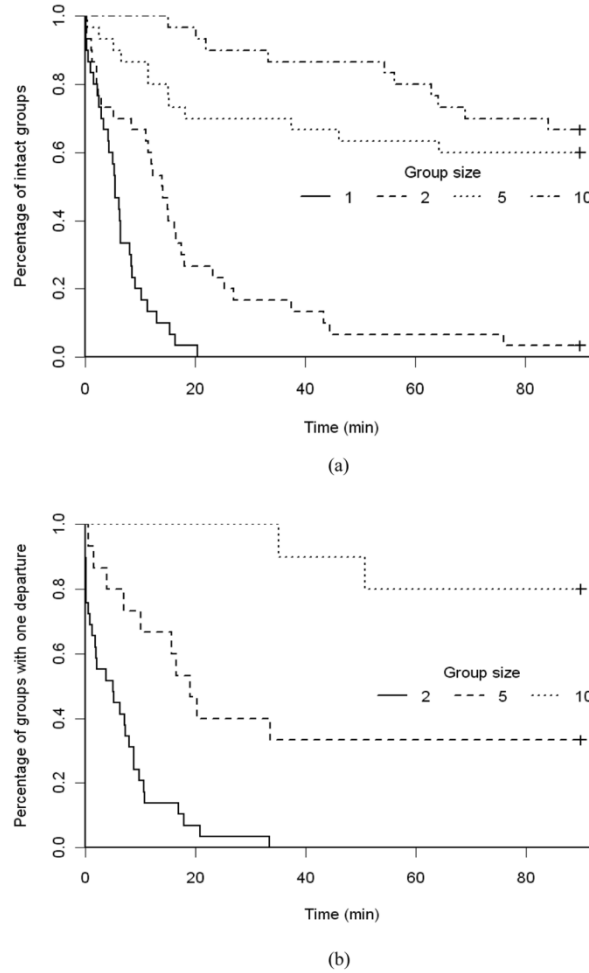 Percentage of intact groups
1.0
0.8
0.6
0.4
0.2
0.0
Group size
1 2 5 10
0 20 40 60 80
Time (min)
(a)
Percentage of groups with one departure
1.0
0.8
0.6
0.4
0.2
0.0
Group size
2 5 10
0 20 40 60 80
Time (min)
(b)